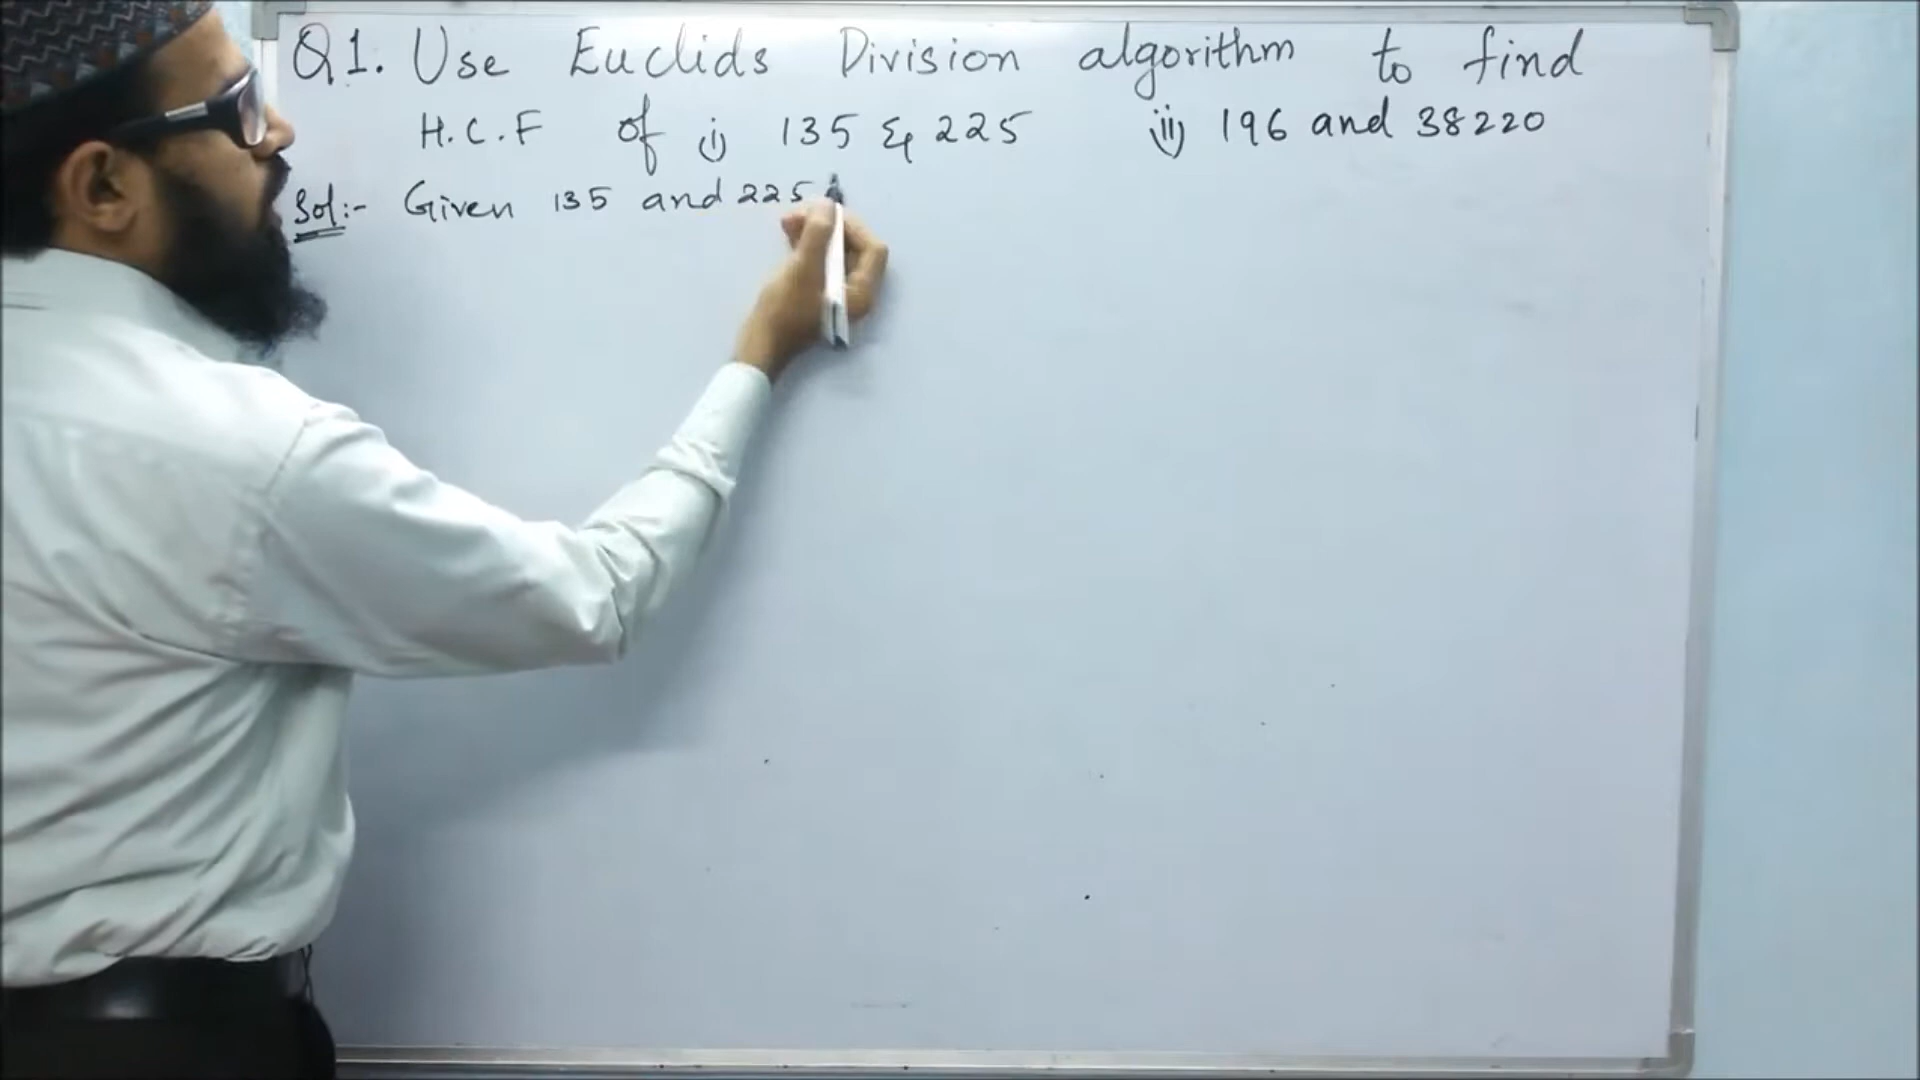 Q1. Use Euclids Division algorithm to find
H.C.F of i) 135 & 225 ii) 196 and 38220
Sol:- Given 135 and 225